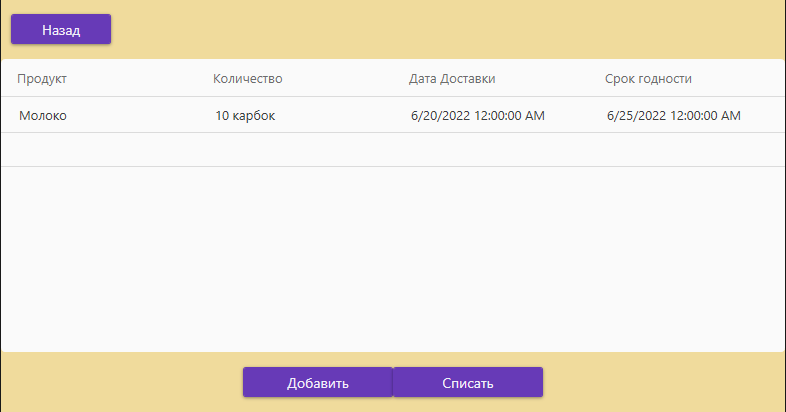 Назад
Продукт Количество Дата Доставки Срок годности
Молоко 10 карбок 6/20/2022 12:00:00 AM 6/25/2022 12:00:00 AM
Добавить Списать